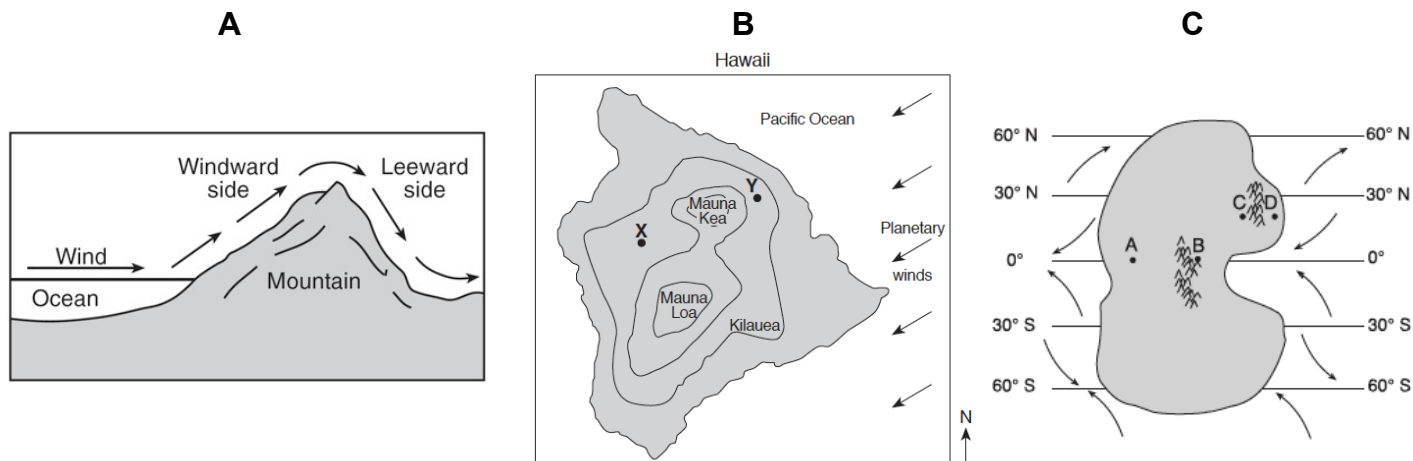 A
B
C
Windward
side
Leeward
side
Wind
Ocean
Mountain
Hawaii
Pacific Ocean
Y
Mauna
Kea
X
Planetary
winds
Mauna
Loa
Kilauea
N
60° N 60° N
30° N 30° N
C D
A B
0° 0°
30° S 30° S
60° S 60° S